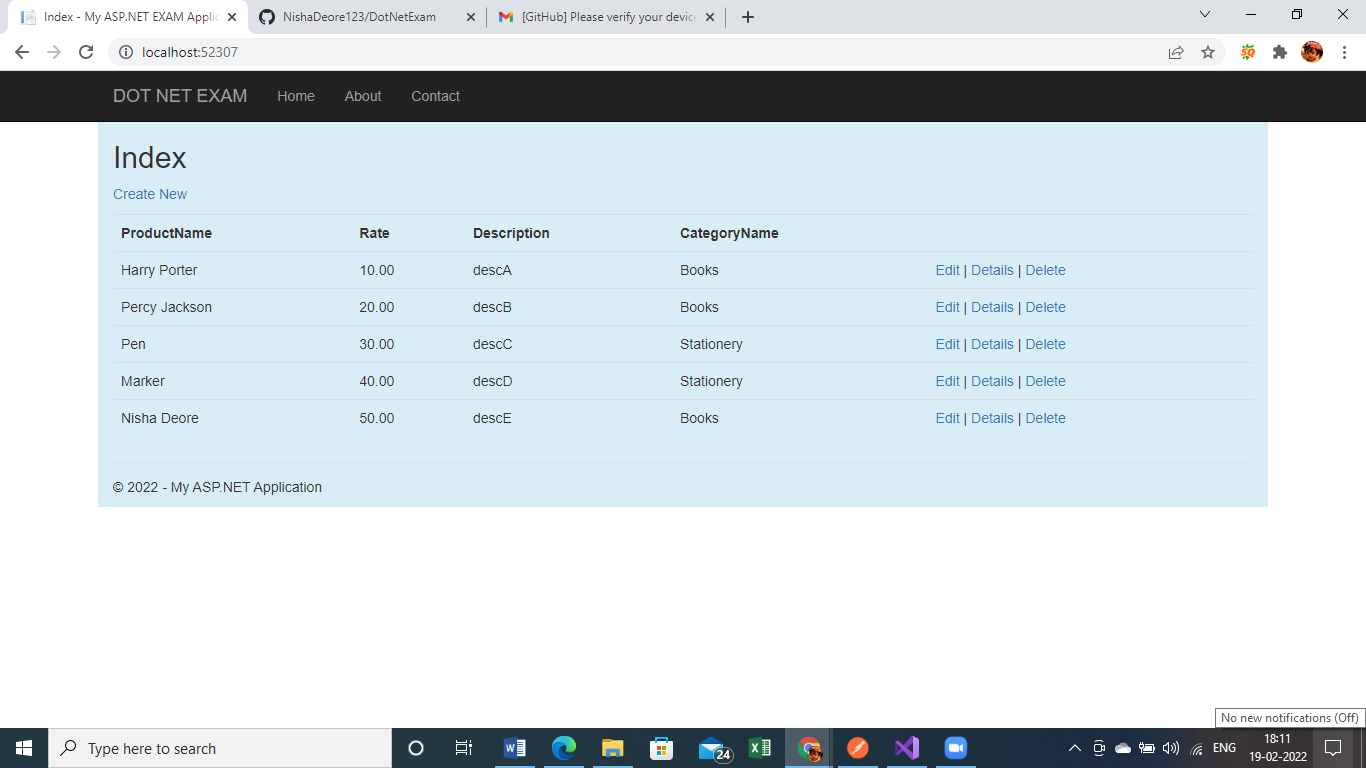 Index - My ASP.NET EXAM Applic
NishaDeore123/DotNetExam
[GitHub] Please verify your device
localhost:52307
DOT NET EXAM Home About Contact
Index
Create New
ProductName Rate Description CategoryName
Harry Porter 10.00 descA Books Edit | Details | Delete
Percy Jackson 20.00 descB Books Edit | Details | Delete
Pen 30.00 descC Stationery Edit | Details | Delete
Marker 40.00 descD Stationery Edit | Details | Delete
Nisha Deore 50.00 descE Books Edit | Details | Delete
© 2022 - My ASP.NET Application
No new notifications (Off)
Type here to search
24
ENG
18:11
19-02-2022